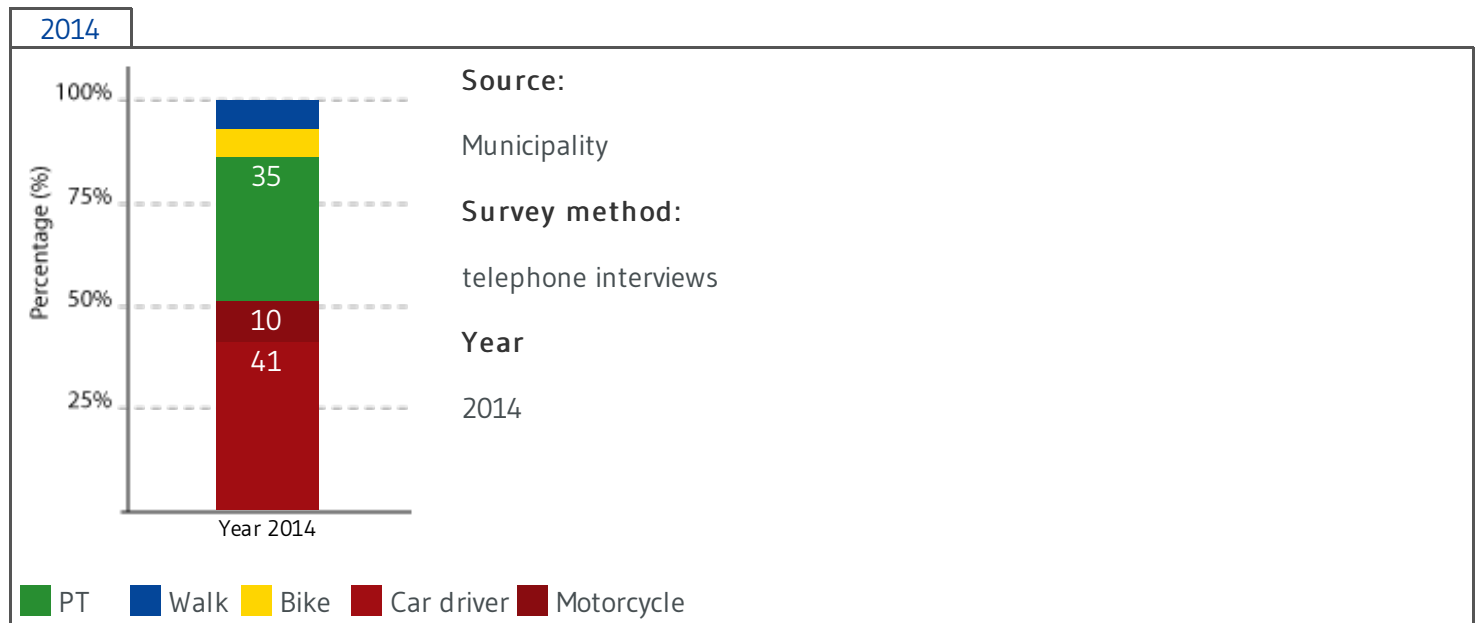 2014
100%
75%
50%
25%
Percentage (%)
35
10
41
Year 2014
Source:
Municipality
Survey method:
telephone interviews
Year
2014
PT Walk Bike Car driver Motorcycle